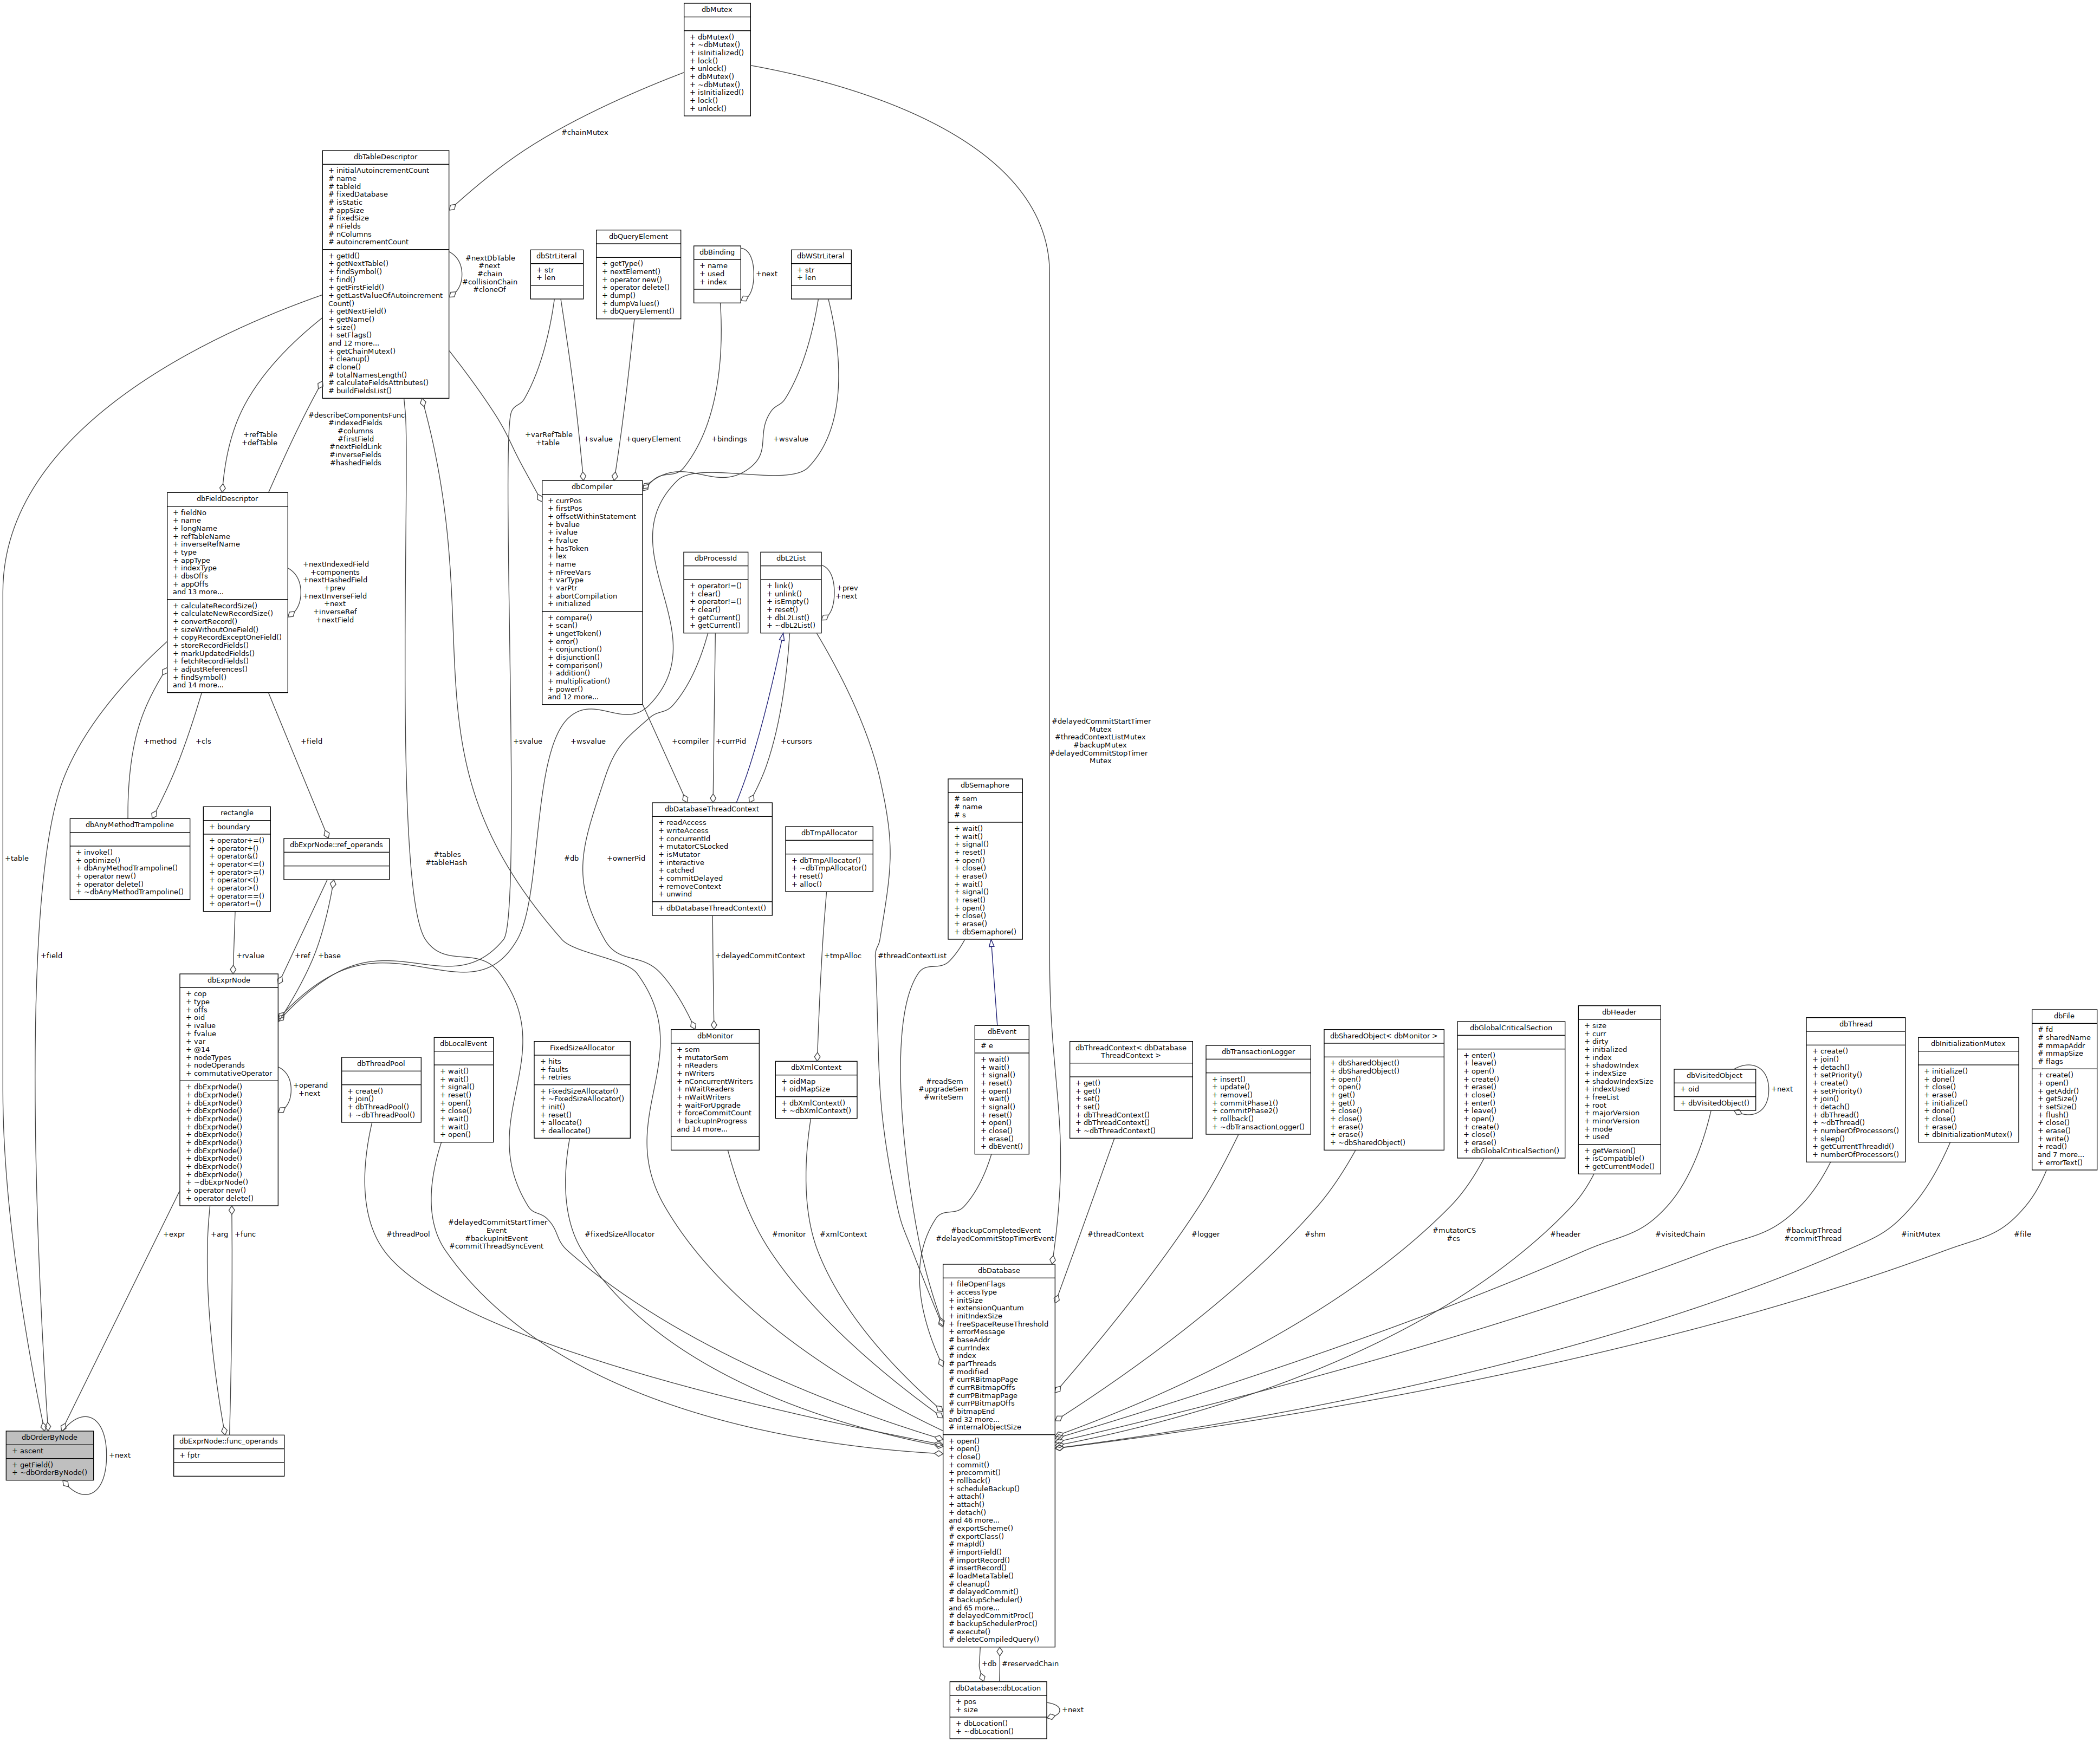 dbMutex
+ dbMutex()
+ ~dbMutex()
+ isInitialized()
+ lock()
+ unlock()
+ dbMutex()
+ ~dbMutex()
+ isInitialized()
+ lock()
+ unlock()
#chainMutex
dbTableDescriptor
+ initialAutoincrementCount
# name
# tableId
# fixedDatabase
# isStatic
# appSize
# fixedSize
# nFields
# nColumns
# autoincrementCount
+ getId()
+ getNextTable()
+ findSymbol()
+ find()
+ getFirstField()
+ getLastValueOfAutoincrement
Count()
+ getNextField()
+ getName()
+ size()
+ setFlags()
and 12 more...
+ getChainMutex()
+ cleanup()
# clone()
# totalNamesLength()
# calculateFieldsAttributes()
# buildFieldsList()
#nextDbTable
#next
#chain
#collisionChain
#cloneOf
dbStrLiteral
+ str
+ len
dbQueryElement
+ getType()
+ nextElement()
+ operator new()
+ operator delete()
+ dump()
+ dumpValues()
+ dbQueryElement()
dbBinding
+ name
+ used
+ index
+next
dbWStrLiteral
+ str
+ len
+refTable
+defTable
#describeComponentsFunc
#indexedFields
#columns
#firstField
#nextFieldLink
#inverseFields
#hashedFields
+varRefTable
+table
+svalue
+queryElement
+bindings
+wsvalue
dbFieldDescriptor
+ fieldNo
+ name
+ longName
+ refTableName
+ inverseRefName
+ type
+ appType
+ indexType
+ dbsOffs
+ appOffs
and 13 more...
+ calculateRecordSize()
+ calculateNewRecordSize()
+ convertRecord()
+ sizeWithoutOneField()
+ copyRecordExceptOneField()
+ storeRecordFields()
+ markUpdatedFields()
+ fetchRecordFields()
+ adjustReferences()
+ findSymbol()
and 14 more...
+nextIndexedField
+components
+nextHashedField
+prev
+nextInverseField
+next
+inverseRef
+nextField
dbCompiler
+ currPos
+ firstPos
+ offsetWithinStatement
+ bvalue
+ ivalue
+ fvalue
+ hasToken
+ lex
+ name
+ nFreeVars
+ varType
+ varPtr
+ abortCompilation
+ initialized
+ compare()
+ scan()
+ ungetToken()
+ error()
+ conjunction()
+ disjunction()
+ comparison()
+ addition()
+ multiplication()
+ power()
and 12 more...
dbProcessId
+ operator!=()
+ clear()
+ operator!=()
+ clear()
+ getCurrent()
+ getCurrent()
dbL2List
+ link()
+ unlink()
+ isEmpty()
+ reset()
+ dbL2List()
+ ~dbL2List()
+prev
+next
+method
+cls
+field
+svalue
+wsvalue
+compiler
+currPid
+cursors
#delayedCommitStartTimer
Mutex
#threadContextListMutex
#backupMutex
#delayedCommitStopTimer
Mutex
dbAnyMethodTrampoline
+ invoke()
+ optimize()
+ dbAnyMethodTrampoline()
+ operator new()
+ operator delete()
+ ~dbAnyMethodTrampoline()
rectangle
+ boundary
+ operator+=()
+ operator+()
+ operator&()
+ operator<=()
+ operator>=()
+ operator<()
+ operator>()
+ operator==()
+ operator!=()
dbExprNode::ref_operands
dbDatabaseThreadContext
+ readAccess
+ writeAccess
+ concurrentId
+ mutatorCSLocked
+ isMutator
+ interactive
+ catched
+ commitDelayed
+ removeContext
+ unwind
+ dbDatabaseThreadContext()
dbTmpAllocator
+ dbTmpAllocator()
+ ~dbTmpAllocator()
+ reset()
+ alloc()
dbSemaphore
# sem
# name
# s
+ wait()
+ wait()
+ signal()
+ reset()
+ open()
+ close()
+ erase()
+ wait()
+ signal()
+ reset()
+ open()
+ close()
+ erase()
+ dbSemaphore()
+table
#tables
#tableHash
#db
+ownerPid
+field
+rvalue
+ref
+base
+delayedCommitContext
+tmpAlloc
#threadContextList
dbExprNode
+ cop
+ type
+ offs
+ oid
+ ivalue
+ fvalue
+ var
+ @14
+ nodeTypes
+ nodeOperands
+ commutativeOperator
+ dbExprNode()
+ dbExprNode()
+ dbExprNode()
+ dbExprNode()
+ dbExprNode()
+ dbExprNode()
+ dbExprNode()
+ dbExprNode()
+ dbExprNode()
+ dbExprNode()
+ dbExprNode()
+ dbExprNode()
+ ~dbExprNode()
+ operator new()
+ operator delete()
+operand
+next
dbThreadPool
+ create()
+ join()
+ dbThreadPool()
+ ~dbThreadPool()
dbLocalEvent
+ wait()
+ wait()
+ signal()
+ reset()
+ open()
+ close()
+ wait()
+ wait()
+ open()
FixedSizeAllocator
+ hits
+ faults
+ retries
+ FixedSizeAllocator()
+ ~FixedSizeAllocator()
+ init()
+ reset()
+ allocate()
+ deallocate()
dbMonitor
+ sem
+ mutatorSem
+ nReaders
+ nWriters
+ nConcurrentWriters
+ nWaitReaders
+ nWaitWriters
+ waitForUpgrade
+ forceCommitCount
+ backupInProgress
and 14 more...
dbXmlContext
+ oidMap
+ oidMapSize
+ dbXmlContext()
+ ~dbXmlContext()
#readSem
#upgradeSem
#writeSem
dbEvent
# e
+ wait()
+ wait()
+ signal()
+ reset()
+ open()
+ wait()
+ signal()
+ reset()
+ open()
+ close()
+ erase()
+ dbEvent()
dbThreadContext< dbDatabase
ThreadContext >
+ get()
+ get()
+ set()
+ set()
+ dbThreadContext()
+ dbThreadContext()
+ ~dbThreadContext()
dbTransactionLogger
+ insert()
+ update()
+ remove()
+ commitPhase1()
+ commitPhase2()
+ rollback()
+ ~dbTransactionLogger()
dbSharedObject< dbMonitor >
+ dbSharedObject()
+ dbSharedObject()
+ open()
+ get()
+ open()
+ get()
+ close()
+ close()
+ erase()
+ erase()
+ ~dbSharedObject()
dbGlobalCriticalSection
+ enter()
+ leave()
+ open()
+ create()
+ erase()
+ close()
+ enter()
+ leave()
+ open()
+ create()
+ close()
+ erase()
+ dbGlobalCriticalSection()
dbHeader
+ size
+ curr
+ dirty
+ initialized
+ index
+ shadowIndex
+ indexSize
+ shadowIndexSize
+ indexUsed
+ freeList
+ root
+ majorVersion
+ minorVersion
+ mode
+ used
+ getVersion()
+ isCompatible()
+ getCurrentMode()
dbVisitedObject
+ oid
+ dbVisitedObject()
+next
dbThread
+ create()
+ join()
+ detach()
+ setPriority()
+ create()
+ setPriority()
+ join()
+ detach()
+ dbThread()
+ ~dbThread()
+ numberOfProcessors()
+ sleep()
+ getCurrentThreadId()
+ numberOfProcessors()
dbInitializationMutex
+ initialize()
+ done()
+ close()
+ erase()
+ initialize()
+ done()
+ close()
+ erase()
+ dbInitializationMutex()
dbFile
# fd
# sharedName
# mmapAddr
# mmapSize
# flags
+ create()
+ open()
+ getAddr()
+ getSize()
+ setSize()
+ flush()
+ close()
+ erase()
+ write()
+ read()
and 7 more...
+ errorText()
+expr
+arg
+func
#threadPool
#delayedCommitStartTimer
Event
#backupInitEvent
#commitThreadSyncEvent
#fixedSizeAllocator
#monitor
#xmlContext
#backupCompletedEvent
#delayedCommitStopTimerEvent
#threadContext
#logger
#shm
#mutatorCS
#cs
#header
#visitedChain
#backupThread
#commitThread
#initMutex
#file
dbDatabase
+ fileOpenFlags
+ accessType
+ initSize
+ extensionQuantum
+ initIndexSize
+ freeSpaceReuseThreshold
+ errorMessage
# baseAddr
# currIndex
# index
# parThreads
# modified
# currRBitmapPage
# currRBitmapOffs
# currPBitmapPage
# currPBitmapOffs
# bitmapEnd
and 32 more...
# internalObjectSize
+ open()
+ open()
+ close()
+ commit()
+ precommit()
+ rollback()
+ scheduleBackup()
+ attach()
+ attach()
+ detach()
and 46 more...
# exportScheme()
# exportClass()
# mapId()
# importField()
# importRecord()
# insertRecord()
# loadMetaTable()
# cleanup()
# delayedCommit()
# backupScheduler()
and 65 more...
# delayedCommitProc()
# backupSchedulerProc()
# execute()
# deleteCompiledQuery()
dbOrderByNode
+ ascent
+ getField()
+ ~dbOrderByNode()
+next
dbExprNode::func_operands
+ fptr
+db
#reservedChain
dbDatabase::dbLocation
+ pos
+ size
+ dbLocation()
+ ~dbLocation()
+next